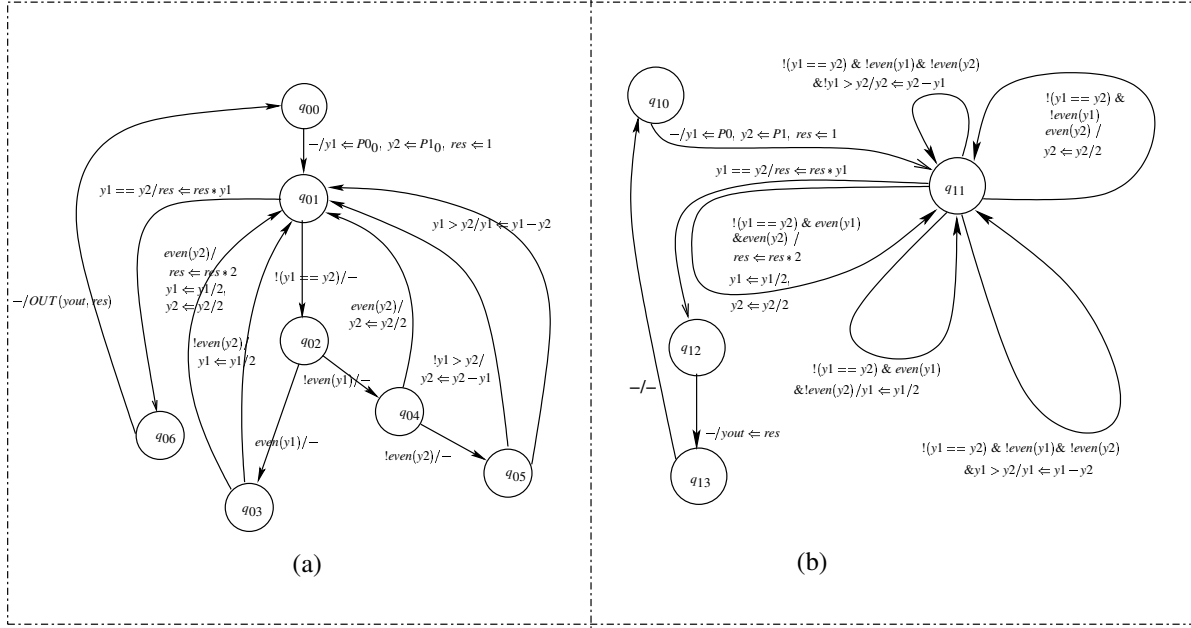 q00
−/y1 ⇐ P0₀, y2 ⇐ P1₀, res ⇐ 1
q01
y1 == y2/res ⇐ res * y1
y1 > y2/y1 ⇐ y1 − y2
even(y2)/
res ⇐ res * 2
y1 ⇐ y1/2,
y2 ⇐ y2/2
!(y1 == y2)/−
−/OUT(yout, res)
even(y2)/
y2 ⇐ y2/2
q02
!even(y2)/
y1 ⇐ y1/2
!even(y1)/−
!y1 > y2/
y2 ⇐ y2 − y1
q04
q06
even(y1)/−
!even(y2)/−
q05
q03
(a)
!(y1 == y2) & !even(y1)& !even(y2)
&!y1 > y2/y2 ⇐ y2 − y1
q10
!(y1 == y2) &
!even(y1)
even(y2) /
y2 ⇐ y2/2
−/y1 ⇐ P0, y2 ⇐ P1, res ⇐ 1
y1 == y2/res ⇐ res * y1
q11
!(y1 == y2) & even(y1)
&even(y2) /
res ⇐ res * 2
y1 ⇐ y1/2,
y2 ⇐ y2/2
q12
!(y1 == y2) & even(y1)
&!even(y2)/y1 ⇐ y1/2
−/−
−/yout ⇐ res
!(y1 == y2) & !even(y1)& !even(y2)
&y1 > y2/y1 ⇐ y1 − y2
q13
(b)